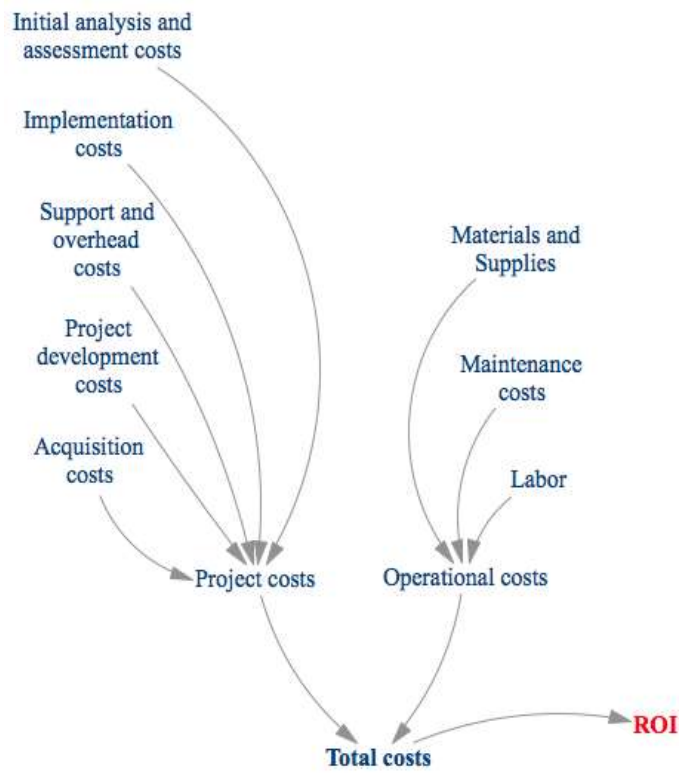 Initial analysis and
assessment costs
Implementation
costs
Support and
overhead
costs
Project
development
costs
Acquisition
costs
Materials and
Supplies
Maintenance
costs
Labor
Project costs
Operational costs
Total costs
ROI